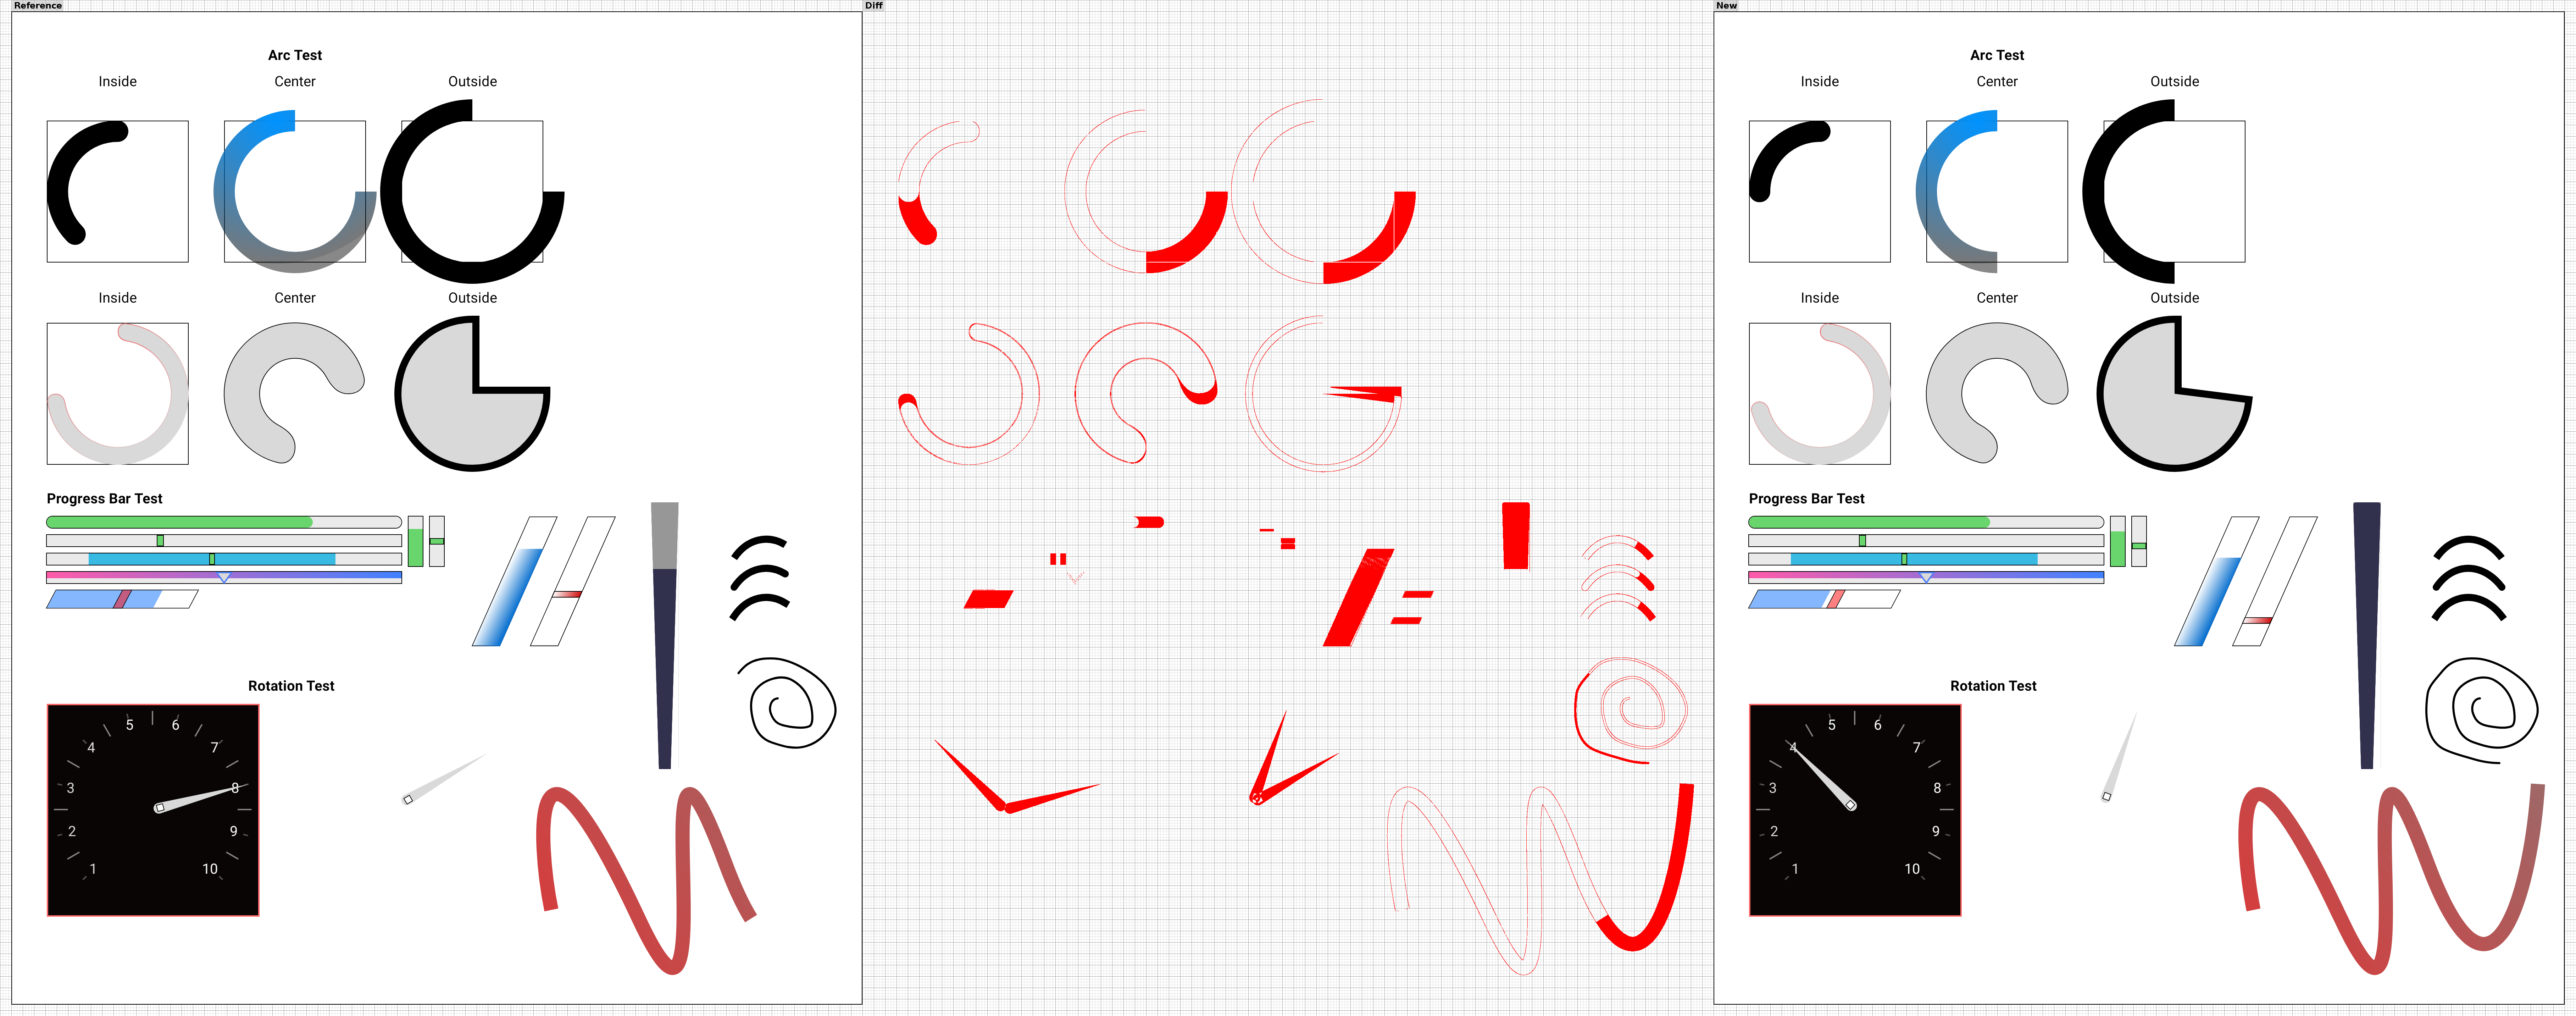 Reference
Diff
New
Arc Test
Inside Center Outside
Inside Center Outside
Progress Bar Test
Rotation Test
5 6
4 7
3 8
2 9
1 10
Arc Test
Inside Center Outside
Inside Center Outside
Progress Bar Test
Rotation Test
5 6
4 7
3 8
2 9
1 10